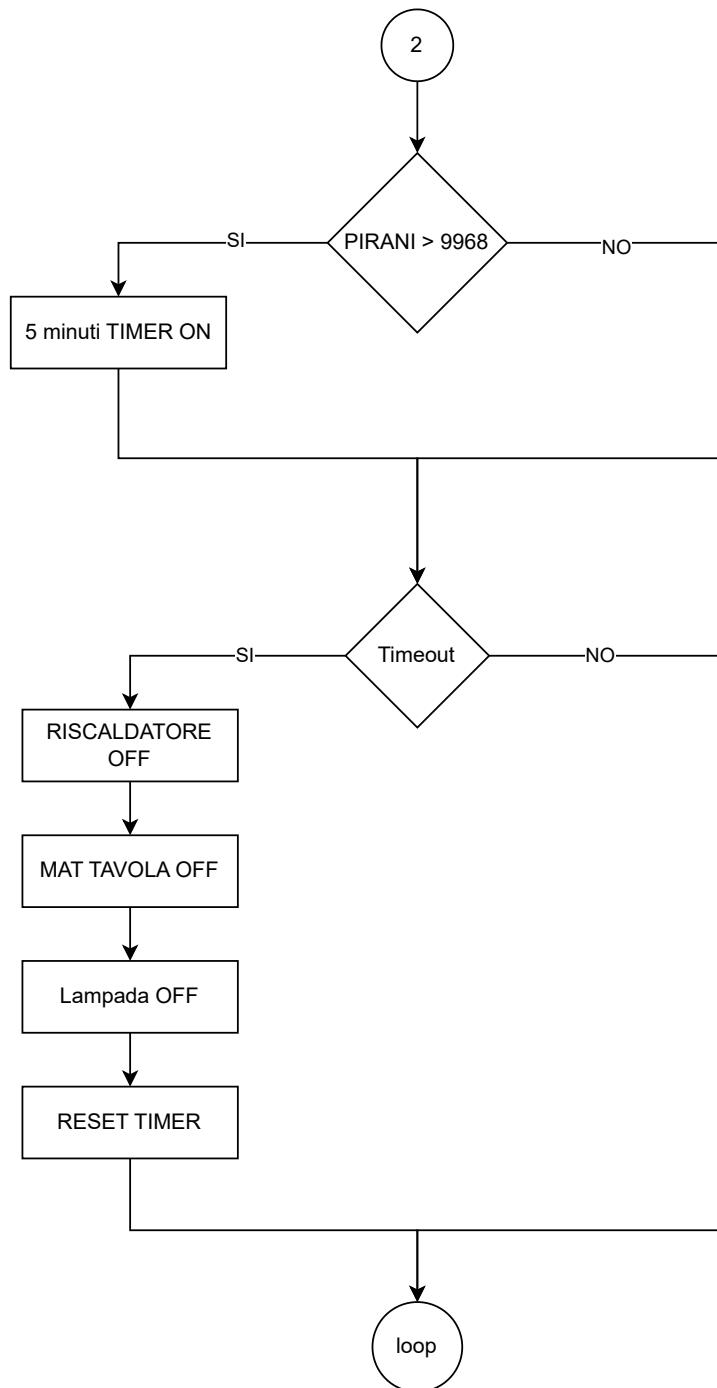 2
PIRANI > 9968
SI
NO
5 minuti TIMER ON
Timeout
SI
NO
RISCALDATORE
OFF
MAT TAVOLA OFF
Lampada OFF
RESET TIMER
loop